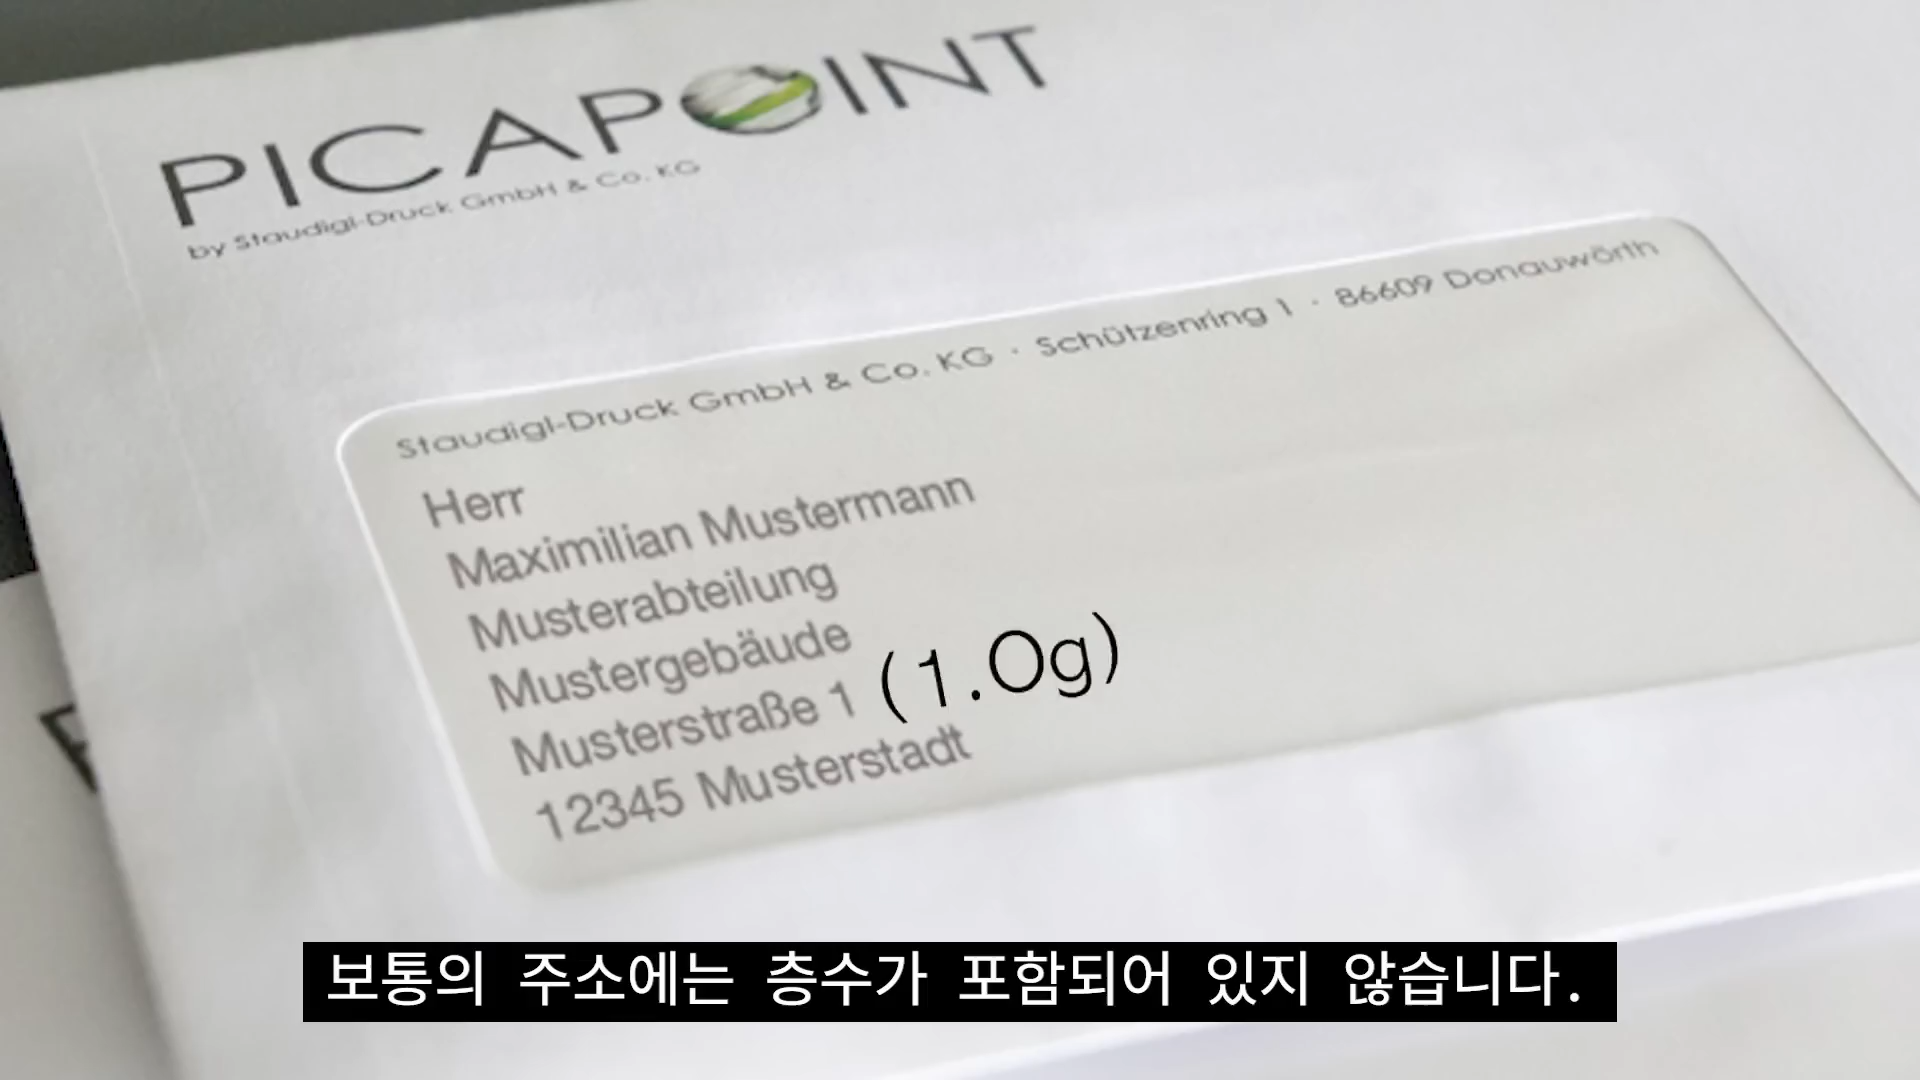 PICAPOINT
by Staudigl-Druck GmbH & Co. KG
Staudigl-Druck GmbH & Co. KG · Schützenring 1 · 86609 Donauwörth
Herr
Maximilian Mustermann
Musterabteilung
Mustergebäude
Musterstraße 1 (1.Og)
12345 Musterstadt
보통의 주소에는 층수가 포함되어 있지 않습니다.